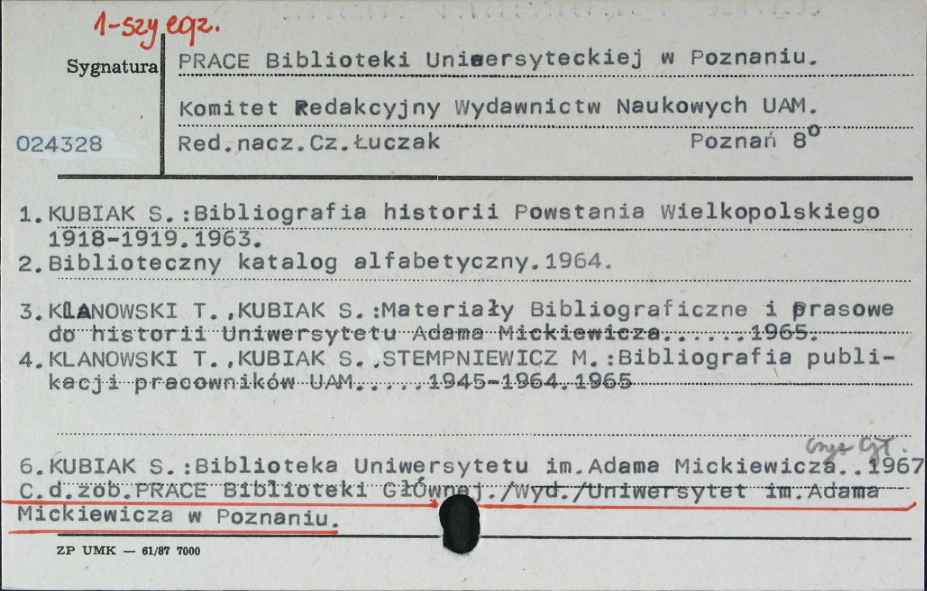 1-szy egz.
Sygnatura
PRACE Biblioteki Uniwersyteckiej w Poznaniu.
Komitet Redakcyjny Wydawnictw Naukowych UAM.
024328 Red.nacz.Cz.Łuczak Poznań 8°
1.KUBIAK S.:Bibliografia historii Powstania Wielkopolskiego
1918-1919.1963.
2.Biblioteczny katalog alfabetyczny.1964.
3.KLANOWSKI T.,KUBIAK S.:Materiały Bibliograficzne i prasowe
do historii Uniwersytetu Adama Mickiewicza......1965.
4.KLANOWSKI T.,KUBIAK S.,STEMPNIEWICZ M.:Bibliografia publi-
kacji pracowników UAM.....1945-1964.1965
6.KUBIAK S.:Biblioteka Uniwersytetu im.Adama Mickiewicza..1967
C.d.zob.PRACE Biblioteki Głównej./Wyd./Uniwersytet im.Adama
Mickiewicza w Poznaniu.
ZP UMK — 61/87 7000